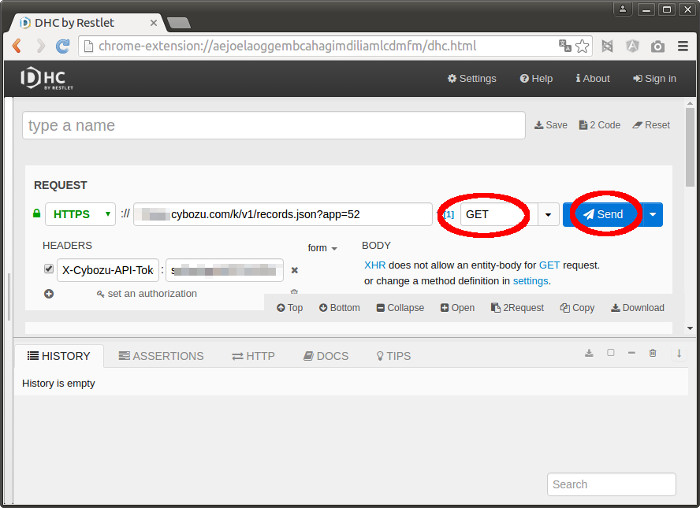 DHC by Restlet
chrome-extension://aejoelaoggembcahagimdiliamlcdmfm/dhc.html
DHC
BY RESTLET
Settings
Help
About
Sign in
type a name
Save
2 Code
Reset
REQUEST
HTTPS
://
cybozu.com/k/v1/records.json?app=52
[1]
GET
Send
HEADERS
form
BODY
X-Cybozu-API-Tok
:
XHR does not allow an entity-body for GET request.
or change a method definition in settings.
set an authorization
Top
Bottom
Collapse
Open
2Request
Copy
Download
HISTORY
ASSERTIONS
HTTP
DOCS
TIPS
History is empty
Search